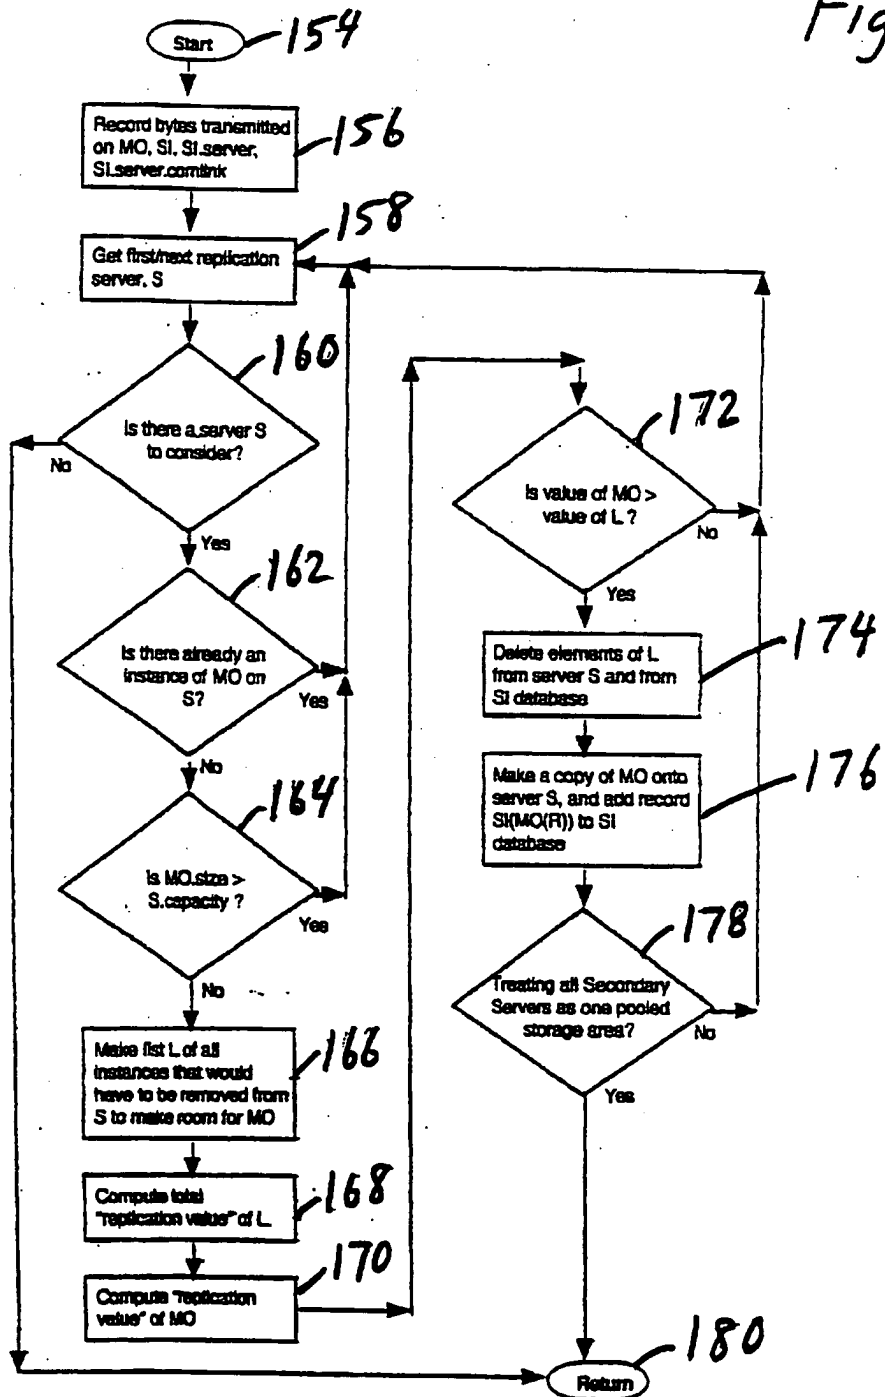 Fig
Start
154
Record bytes transmitted
on MO, SI, SI.server,
SI.server.comlink
156
Get first/next replication
server, S
158
160
Is there a server S
to consider?
No
Yes
162
Is there already an
instance of MO on
S?
Yes
No
164
Is MO.size >
S.capacity ?
Yes
No
Make list L of all
instances that would
have to be removed from
S to make room for MO
166
Compute total
"replication value" of L
168
Compute "replication
value" of MO
170
172
Is value of MO >
value of L ?
No
Yes
Delete elements of L
from server S and from
SI database
174
Make a copy of MO onto
server S, and add record
SI(MO(R)) to SI
database
176
178
Treating all Secondary
Servers as one pooled
storage area?
No
Yes
180
Return